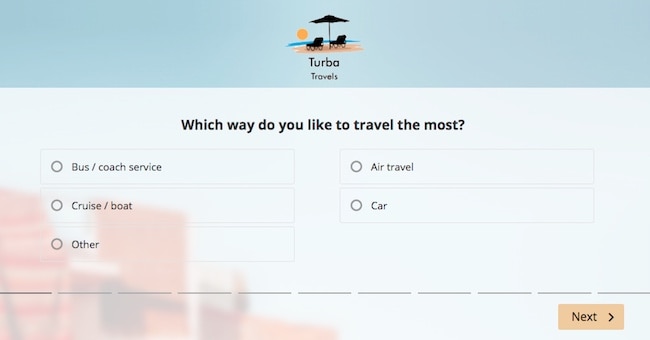 Turba
Travels
Which way do you like to travel the most?
Bus / coach service
Air travel
Cruise / boat
Car
Other
Next